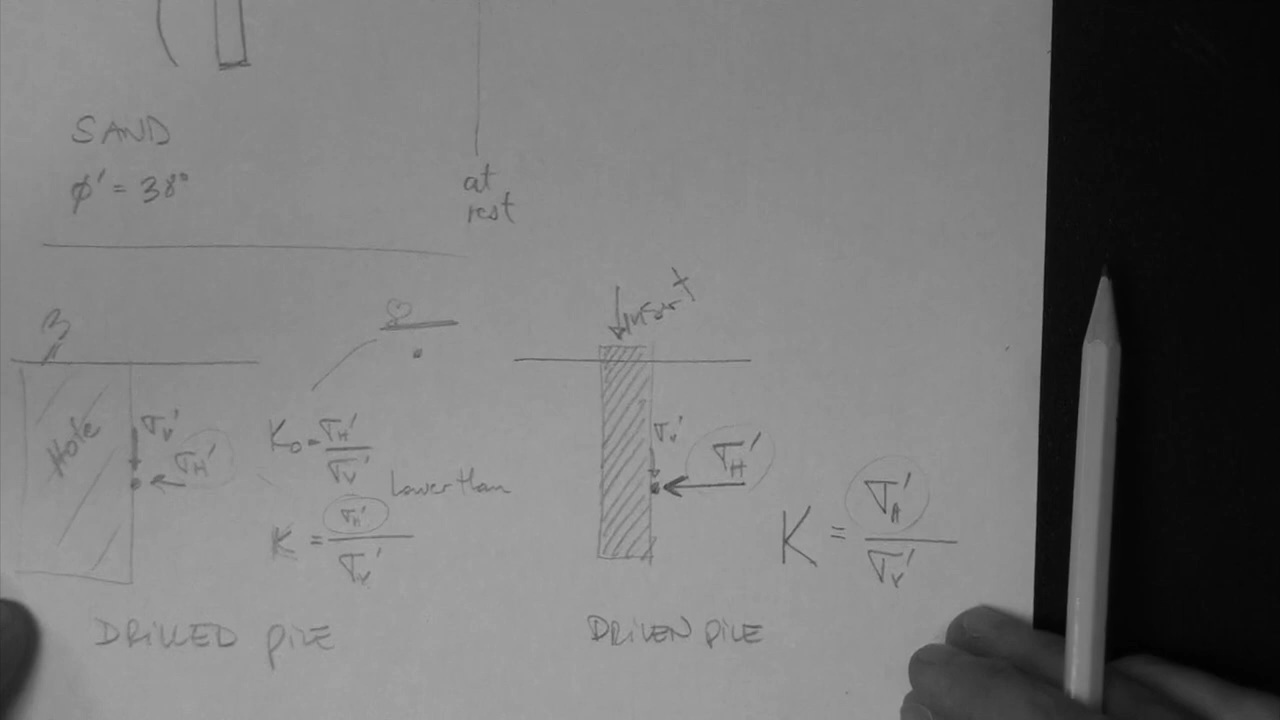 SAND
ϕ' = 38°
at
rest
insert
Hole
σv'
σH'
K0 = σH' / σv'
Lower than
K = σH' / σv'
σv'
σH'
K = σH' / σv'
DRILLED PILE
DRIVEN PILE